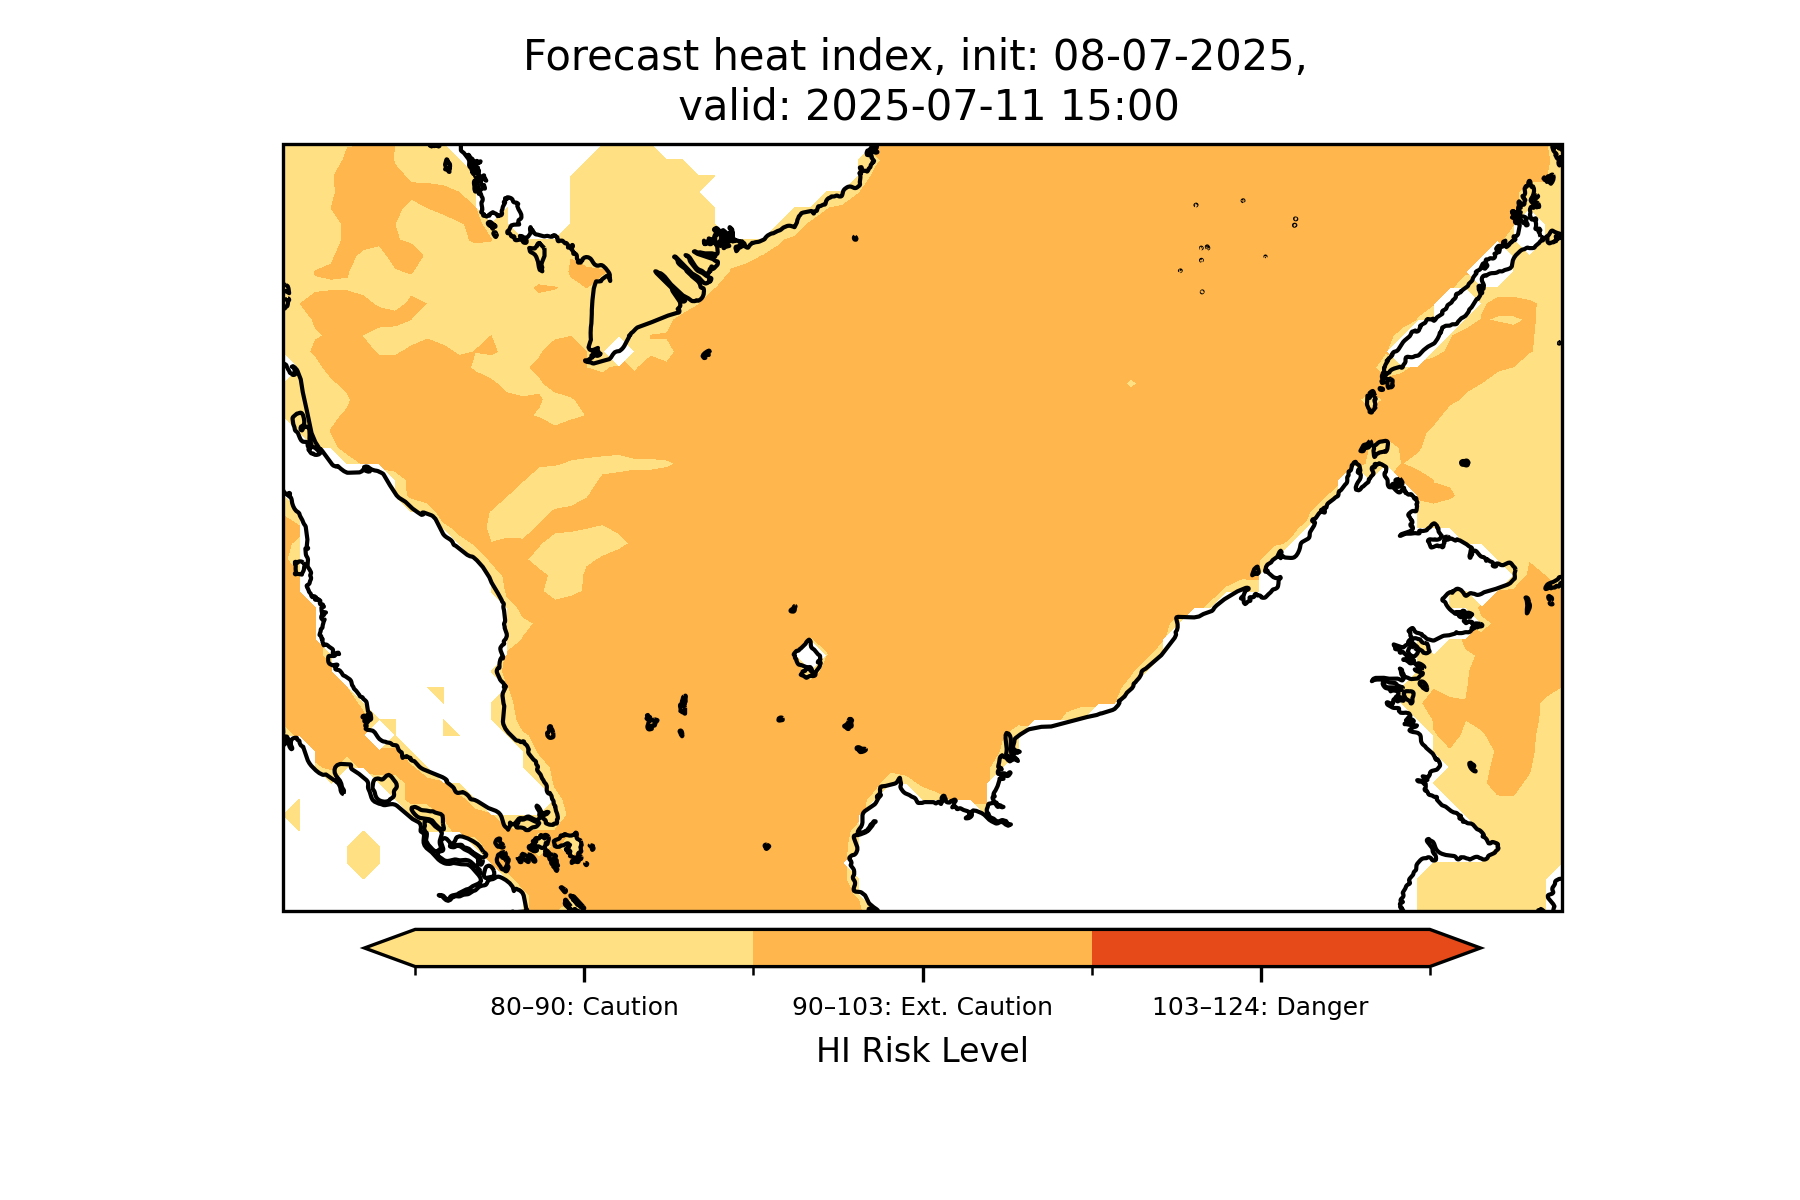 Forecast heat index, init: 08-07-2025,
valid: 2025-07-11 15:00
80–90: Caution
90–103: Ext. Caution
103–124: Danger
HI Risk Level